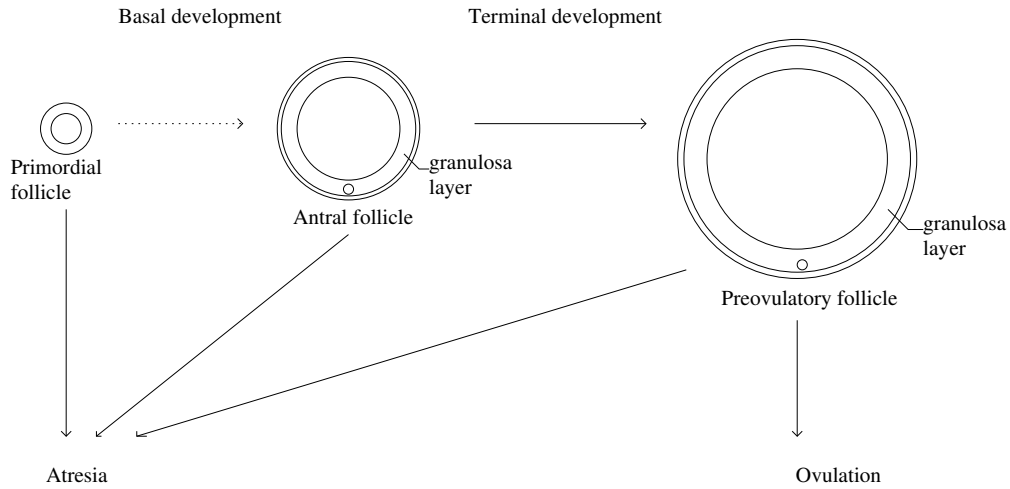 Basal development
Terminal development
Primordial
follicle
granulosa
layer
Antral follicle
granulosa
layer
Preovulatory follicle
Atresia
Ovulation